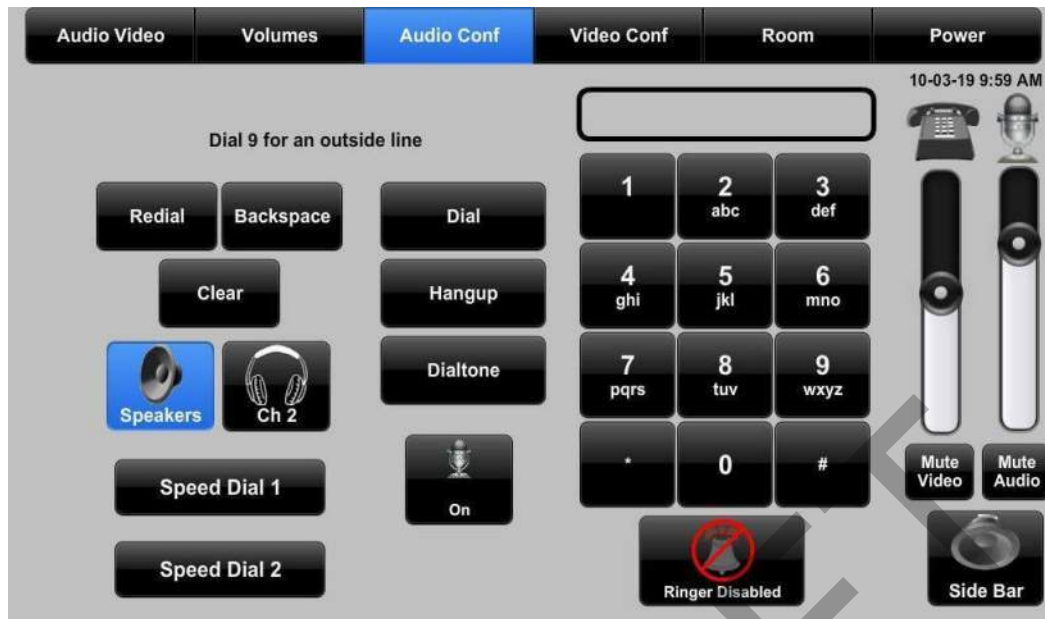 Audio Video
Volumes
Audio Conf
Video Conf
Room
Power
10-03-19 9:59 AM
Dial 9 for an outside line
Redial
Backspace
Dial
Clear
Hangup
Dialtone
Speakers
Ch 2
On
Speed Dial 1
Speed Dial 2
1
2
abc
3
def
4
ghi
5
jkl
6
mno
7
pqrs
8
tuv
9
wxyz
*
0
#
Ringer Disabled
Mute
Video
Mute
Audio
Side Bar